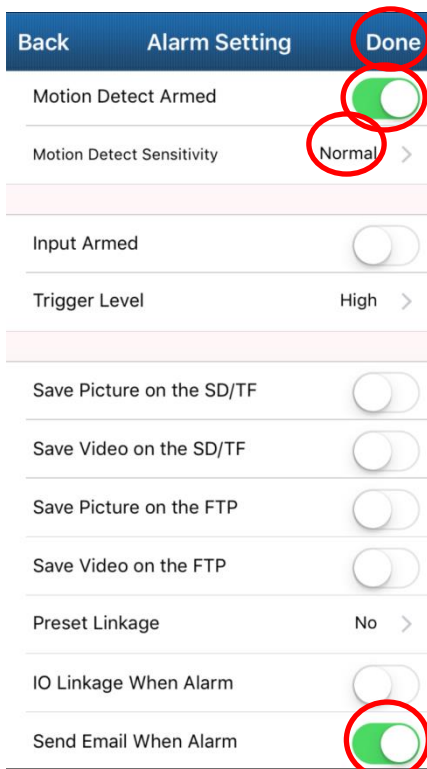 Back Alarm Setting Done
Motion Detect Armed
Motion Detect Sensitivity Normal
Input Armed
Trigger Level High
Save Picture on the SD/TF
Save Video on the SD/TF
Save Picture on the FTP
Save Video on the FTP
Preset Linkage No
IO Linkage When Alarm
Send Email When Alarm